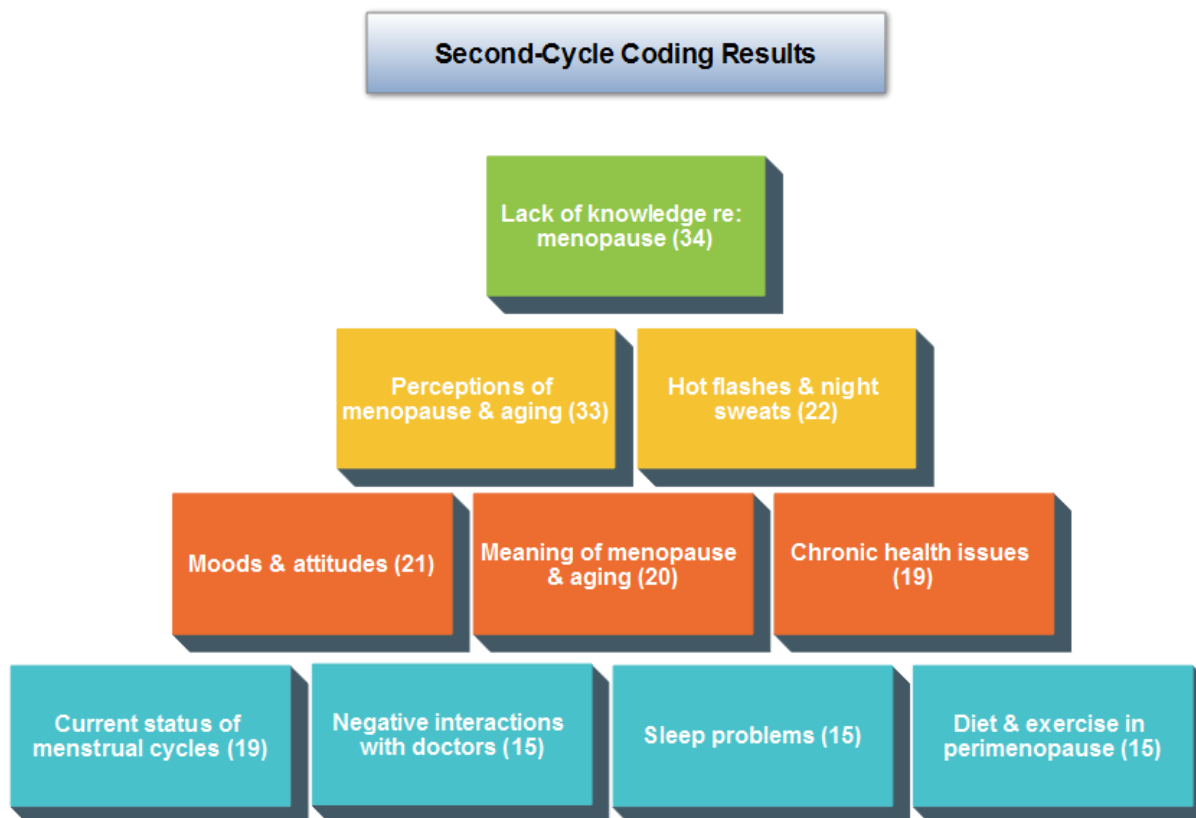 Second-Cycle Coding Results
Lack of knowledge re:
menopause (34)
Perceptions of
menopause & aging (33)
Hot flashes & night
sweats (22)
Moods & attitudes (21)
Meaning of menopause
& aging (20)
Chronic health issues
(19)
Current status of
menstrual cycles (19)
Negative interactions
with doctors (15)
Sleep problems (15)
Diet & exercise in
perimenopause (15)